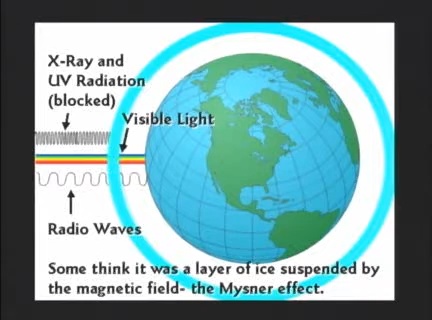 X-Ray and
UV Radiation
(blocked)
Visible Light
Radio Waves
Some think it was a layer of ice suspended by
the magnetic field- the Mysner effect.